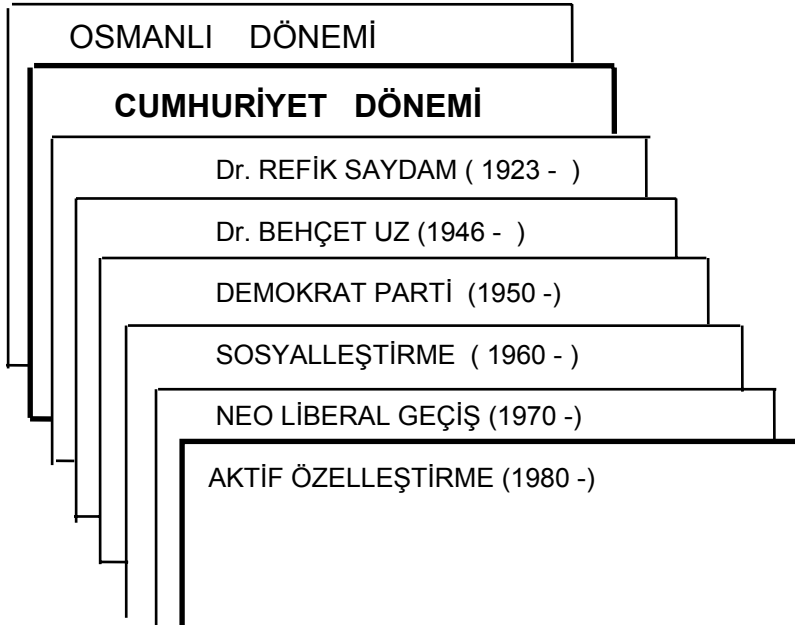 OSMANLI DÖNEMİ
CUMHURİYET DÖNEMİ
Dr. REFİK SAYDAM ( 1923 - )
Dr. BEHÇET UZ (1946 - )
DEMOKRAT PARTİ (1950 -)
SOSYALLEŞTİRME ( 1960 - )
NEO LİBERAL GEÇİŞ (1970 -)
AKTİF ÖZELLEŞTİRME (1980 -)